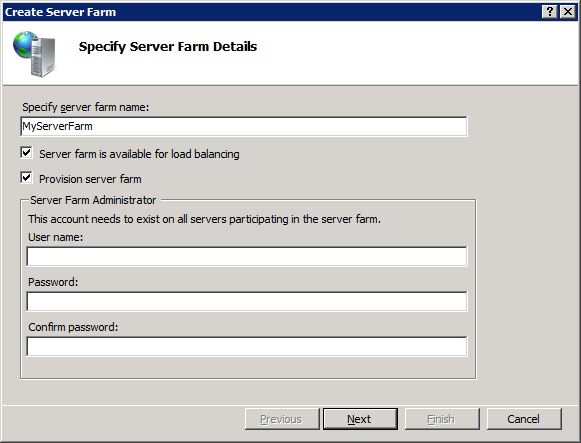 Create Server Farm
Specify Server Farm Details
Specify server farm name:
MyServerFarm
Server farm is available for load balancing
Provision server farm
Server Farm Administrator
This account needs to exist on all servers participating in the server farm.
User name:
Password:
Confirm password:
Previous Next Finish Cancel